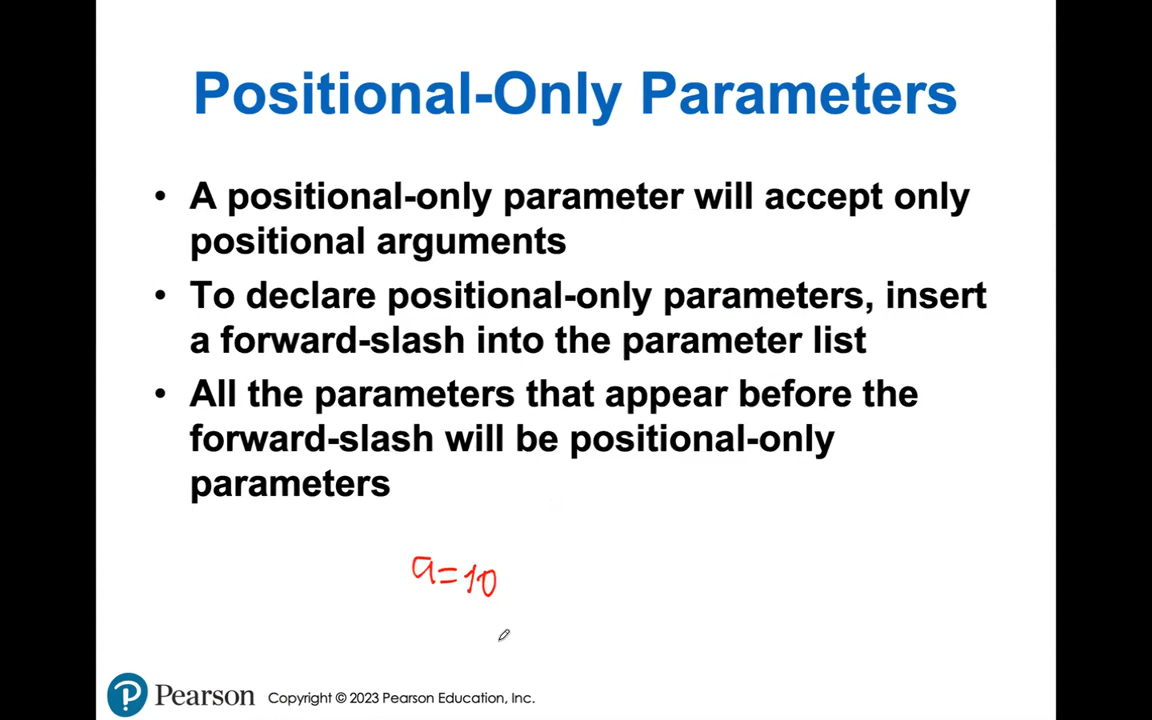 Positional-Only Parameters
• A positional-only parameter will accept only
positional arguments
• To declare positional-only parameters, insert
a forward-slash into the parameter list
• All the parameters that appear before the
forward-slash will be positional-only
parameters
a=10
Pearson Copyright © 2023 Pearson Education, Inc.